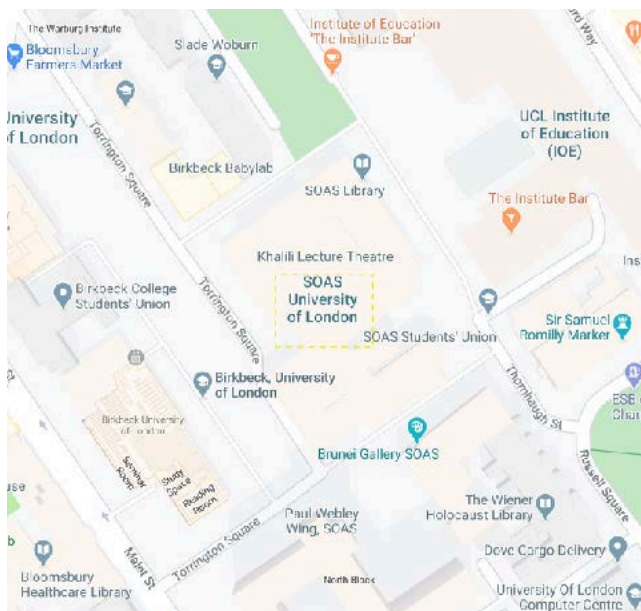 The Warburg Institute
Bloomsbury
Farmers Market
Slade Woburn
Institute of Education
'The Institute Bar'
University
of London
UCL Institute
of Education
(IOE)
Torrington Square
Birkbeck Babylab
SOAS Library
The Institute Bar
Khalili Lecture Theatre
SOAS
University
of London
Birkbeck College
Students' Union
Torrington Square
SOAS Students' Union
Sir Samuel
Romilly Marker
Birkbeck, University
of London
Thornhaugh St
ESB
Char
Birkbeck University
of London
Seminar
Room
Study
Space
Reading
Room
Brunei Gallery SOAS
Russell Square
Paul Webley
Wing, SOAS
The Wiener
Holocaust Library
Malet St
Torrington Square
Dove Cargo Delivery
Bloomsbury
Healthcare Library
North Block
University Of London
Computer Centre